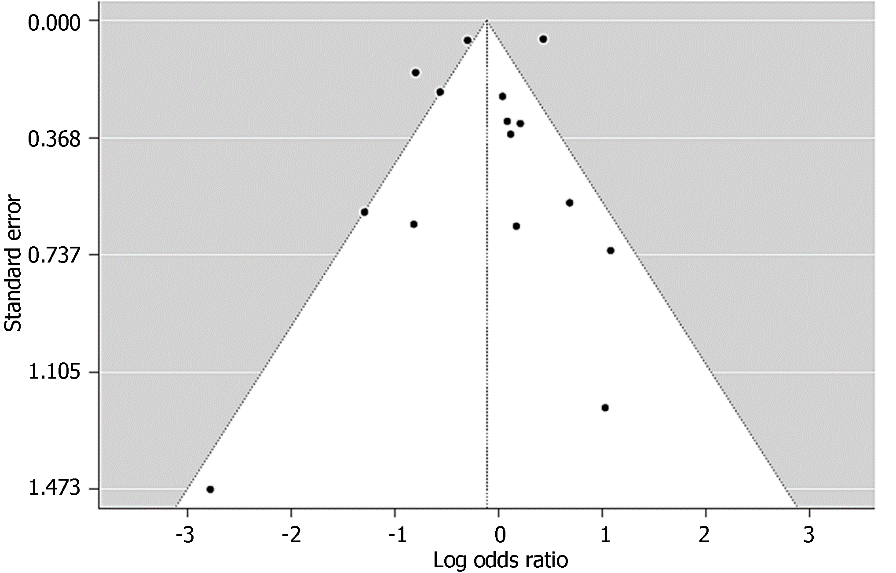 0.000
0.368
0.737
1.105
1.473
Standard error
-3 -2 -1 0 1 2 3
Log odds ratio